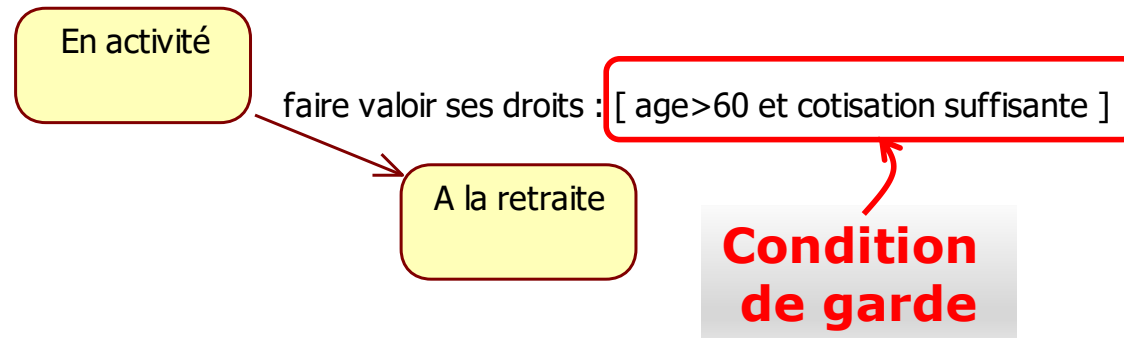 En activité
faire valoir ses droits : [ age>60 et cotisation suffisante ]
A la retraite
Condition
de garde